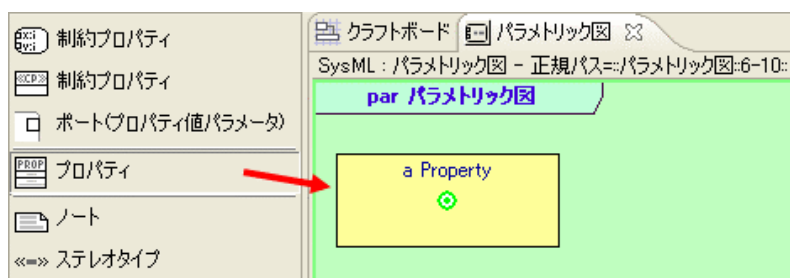 制約プロパティ
制約プロパティ
ポート(プロパティ値パラメータ)
PROP プロパティ
ノート
«=» ステレオタイプ
クラフトボード パラメトリック図
SysML : パラメトリック図 - 正規パス=::パラメトリック図::6-10::
par パラメトリック図
a Property